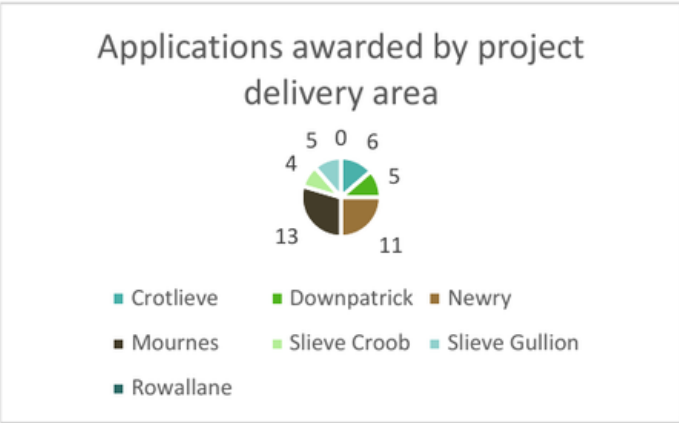 Applications awarded by project
delivery area
5 0 6
4 5
13 11
Crotlieve Downpatrick Newry
Mournes Slieve Croob Slieve Gullion
Rowallane